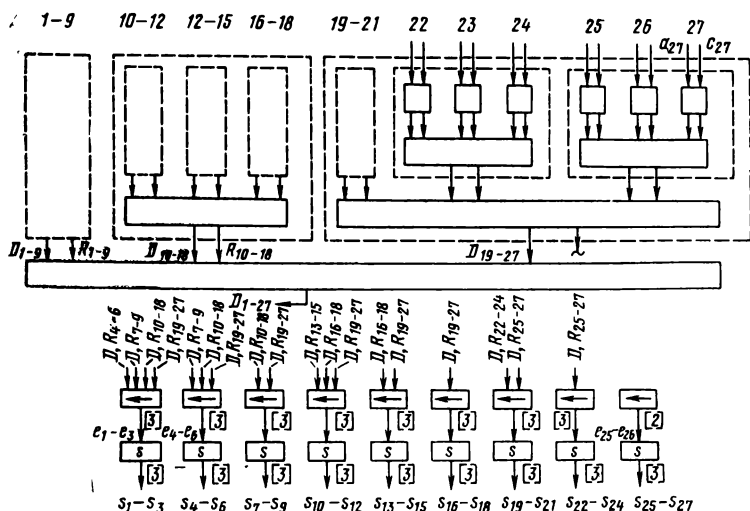 1-9 10-12 12-15 16-18 19-21 22 23 24 25 26 27
a27 c27
D1-9 R1-9 D10-18 R10-18 D19-27
D1-27
D,R4-6 D,R7-9 D,R10-18 D,R19-27 D,R7-9 D,R10-18 D,R19-27 D,R10-18 D,R19-27 D,R13-15 D,R16-18 D,R19-27 D,R16-18 D,R19-27 D,R19-27 D,R22-24 D,R25-27 D,R25-27
[3] [3] [3] [3] [3] [3] [3] [3] [2]
e1-e3 e4-e6 e25-e26
S S S S S S S S S
[3] [3] [3] [3] [3] [3] [3] [3] [3]
S1-S3 S4-S6 S7-S9 S10-S12 S13-S15 S16-S18 S19-S21 S22-S24 S25-S27